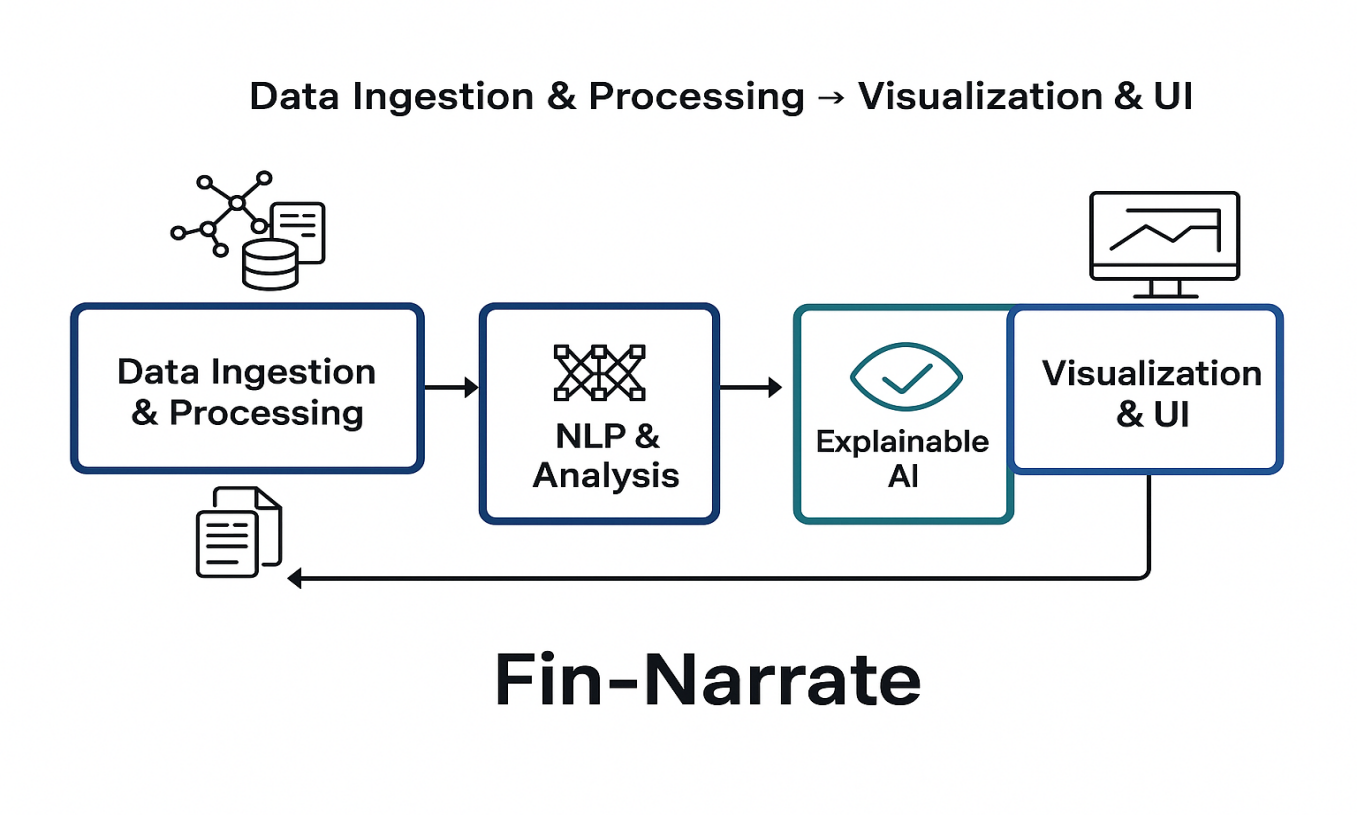 Data Ingestion & Processing → Visualization & UI
Data Ingestion
& Processing
NLP &
Analysis
Explainable
AI
Visualization
& UI
Fin-Narrate